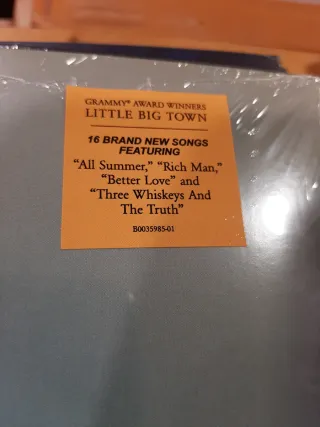 GRAMMY® AWARD WINNERS
LITTLE BIG TOWN
16 BRAND NEW SONGS
FEATURING
“All Summer,” “Rich Man,”
“Better Love” and
“Three Whiskeys And
The Truth”
B0035985-01